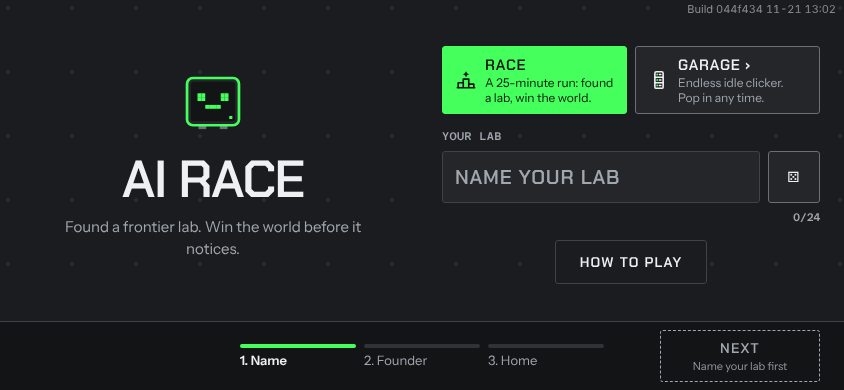 Build 044f434 11-21 13:02
AI RACE
Found a frontier lab. Win the world before it
notices.
RACE
A 25-minute run: found
a lab, win the world.
GARAGE ›
Endless idle clicker.
Pop in any time.
YOUR LAB
NAME YOUR LAB
0/24
HOW TO PLAY
1. Name
2. Founder
3. Home
NEXT
Name your lab first